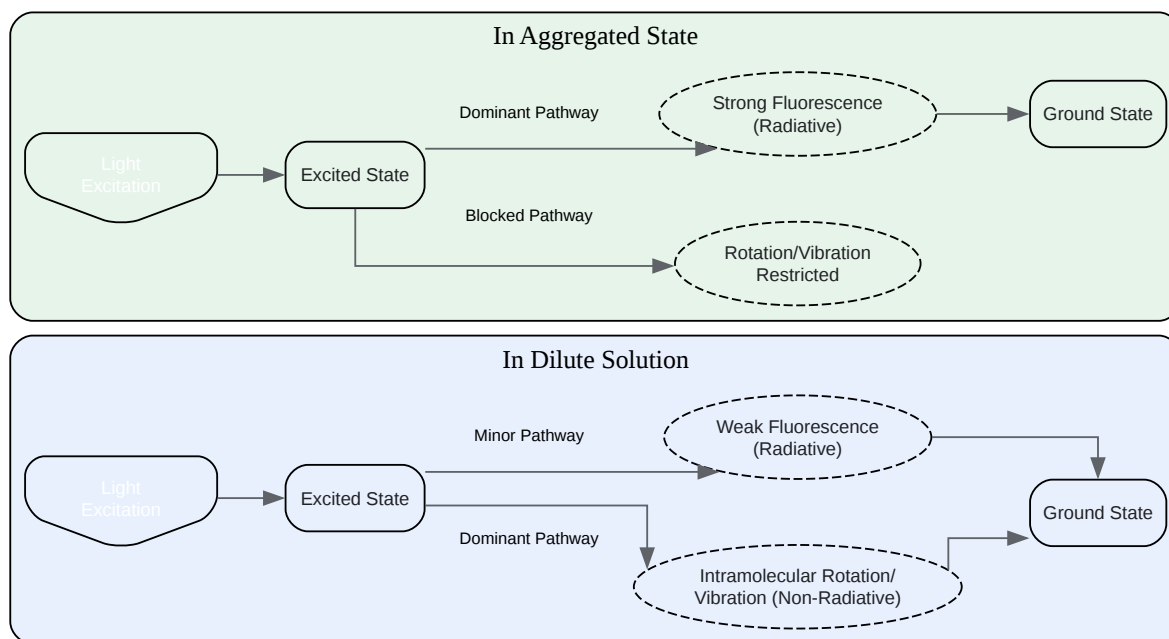 In Aggregated State
Dominant Pathway
Strong Fluorescence
(Radiative)
Ground State
Light
Excitation
Excited State
Blocked Pathway
Rotation/Vibration
Restricted
In Dilute Solution
Minor Pathway
Weak Fluorescence
(Radiative)
Light
Excitation
Excited State
Ground State
Dominant Pathway
Intramolecular Rotation/
Vibration (Non-Radiative)